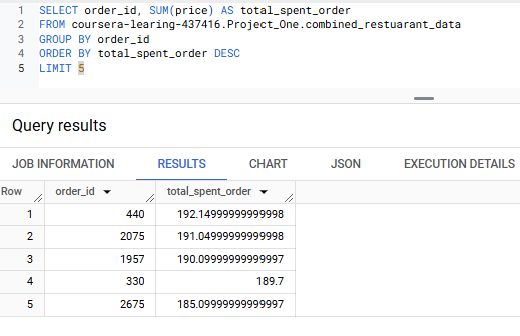 1 SELECT order_id, SUM(price) AS total_spent_order
2 FROM coursera-learing-437416.Project_One.combined_restuarant_data
3 GROUP BY order_id
4 ORDER BY total_spent_order DESC
5 LIMIT 5
Query results
JOB INFORMATION RESULTS CHART JSON EXECUTION DETAILS
Row order_id total_spent_order
1 440 192.14999999999998
2 2075 191.04999999999998
3 1957 190.09999999999997
4 330 189.7
5 2675 185.09999999999997